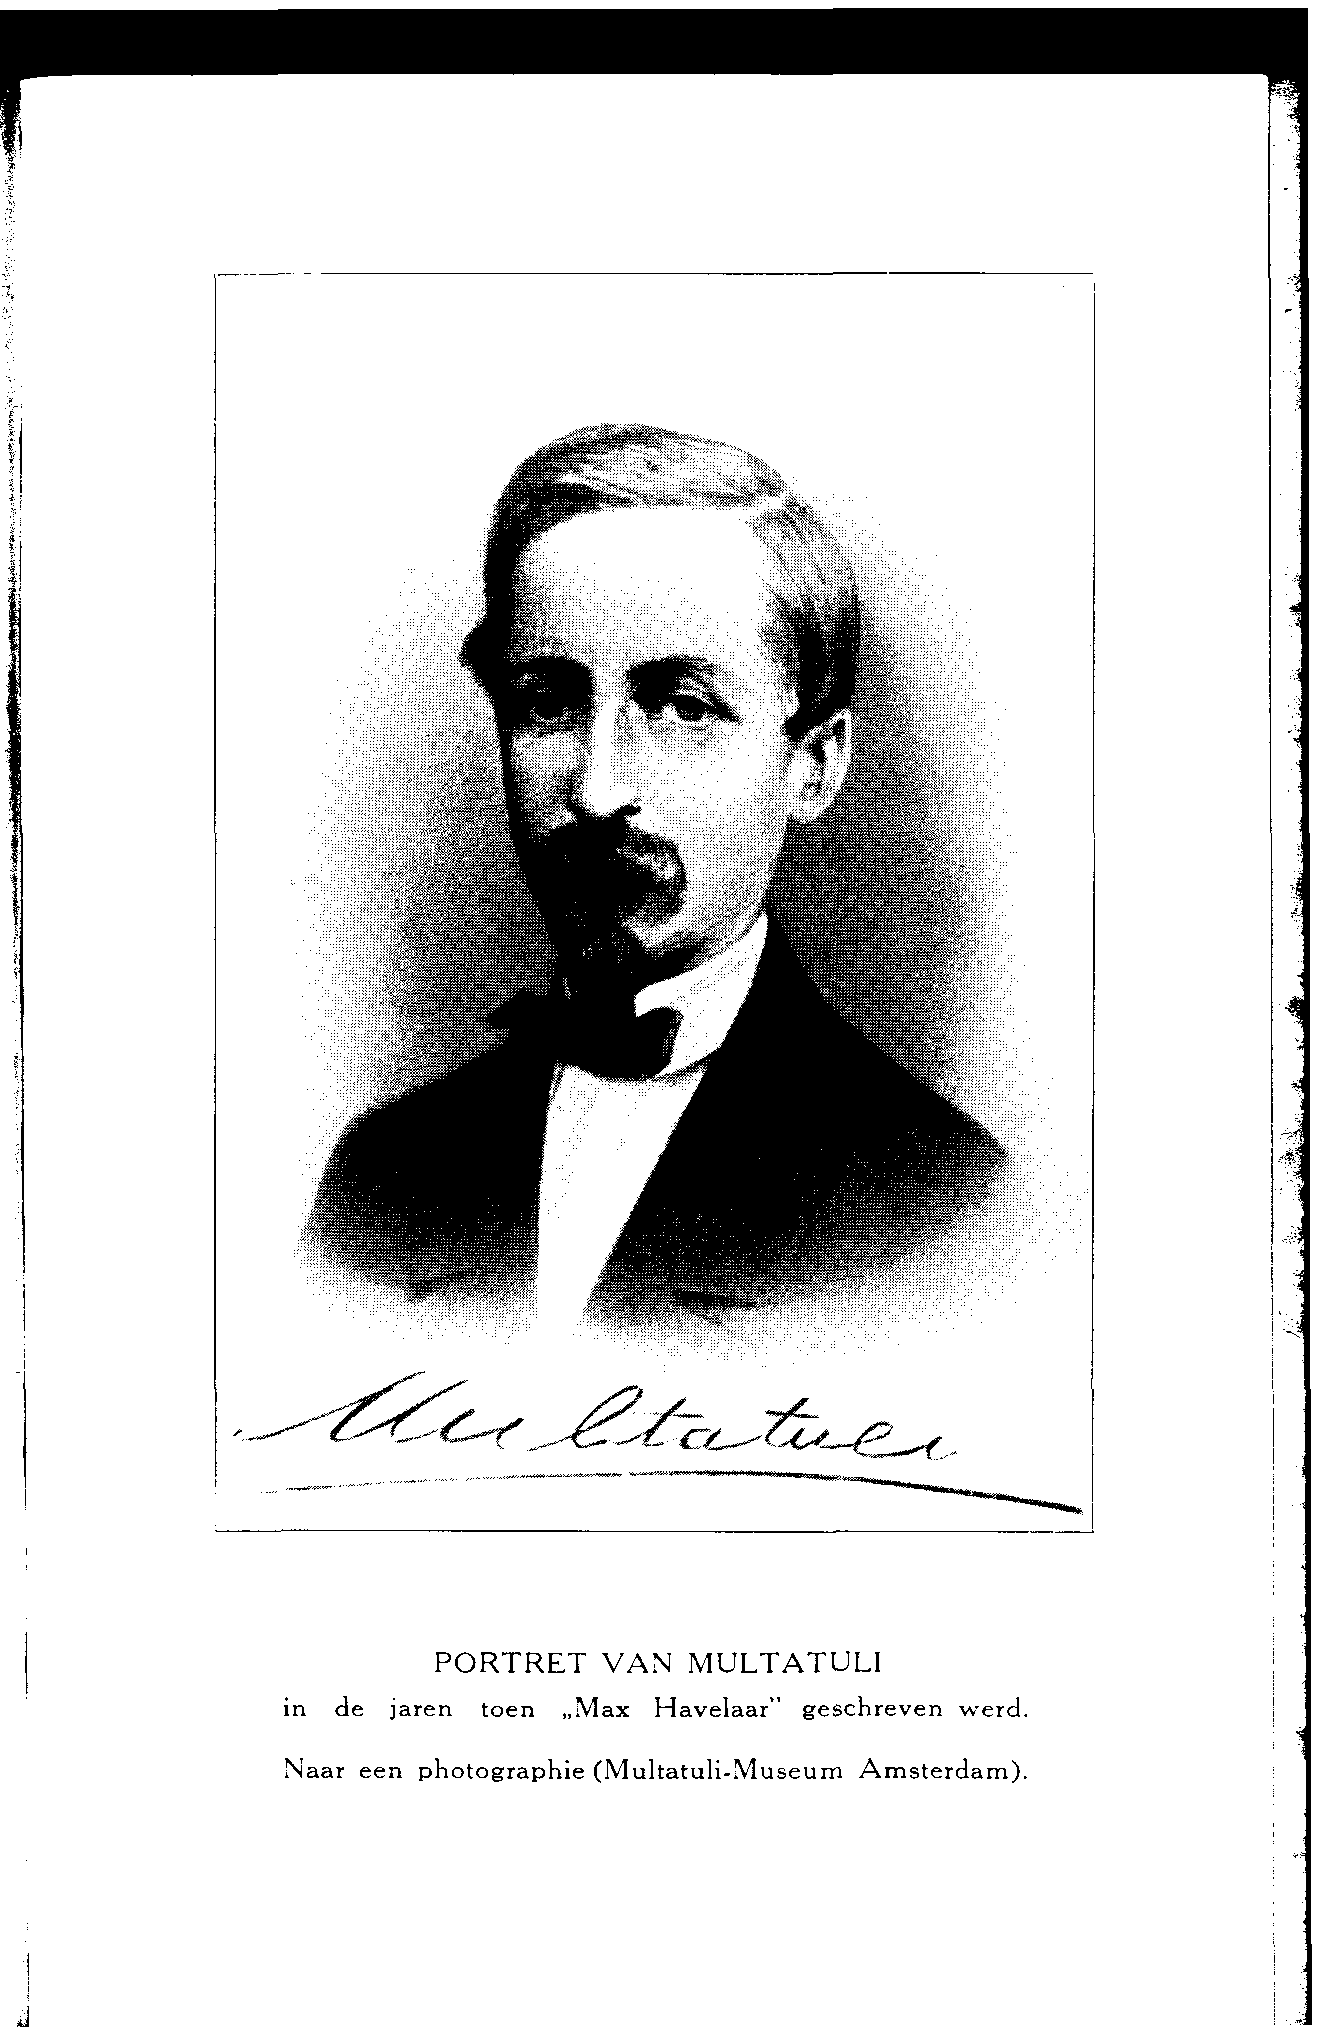 Multatuli
PORTRET VAN MULTATULI
in de jaren toen „Max Havelaar" geschreven werd.
Naar een photographie (Multatuli-Museum Amsterdam).